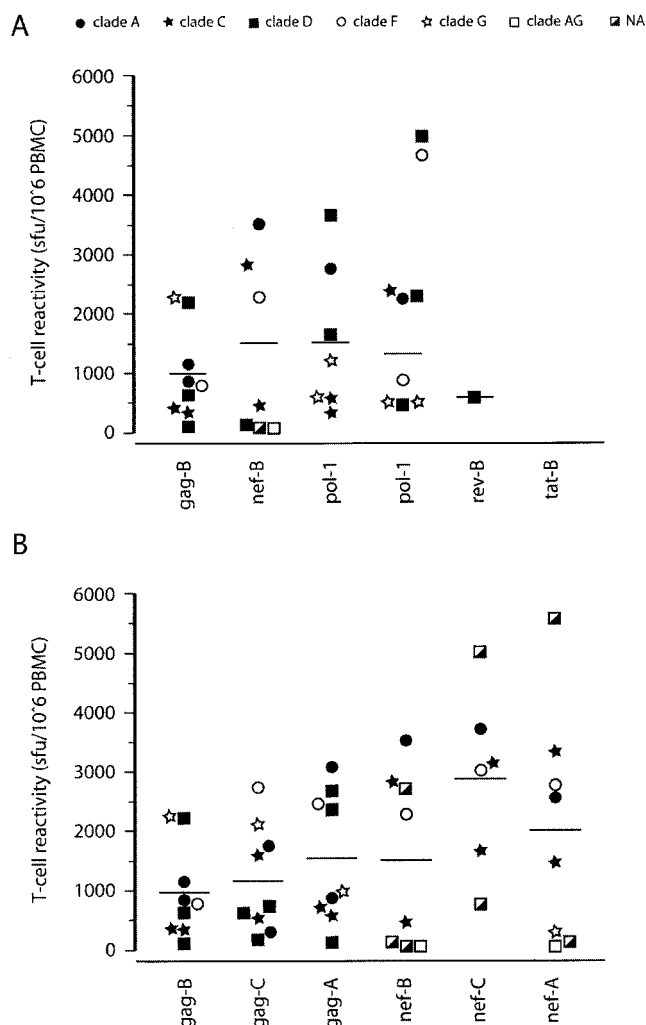 A
clade A clade C clade D clade F clade G clade AG NA
T-cell reactivity (sfu/10^6 PBMC)
6000
5000
4000
3000
2000
1000
0
gag-B nef-B pol-1 pol-1 rev-B tat-B
B
T-cell reactivity (sfu/10^6 PBMC)
6000
5000
4000
3000
2000
1000
0
gag-B gag-C gag-A nef-B nef-C nef-A